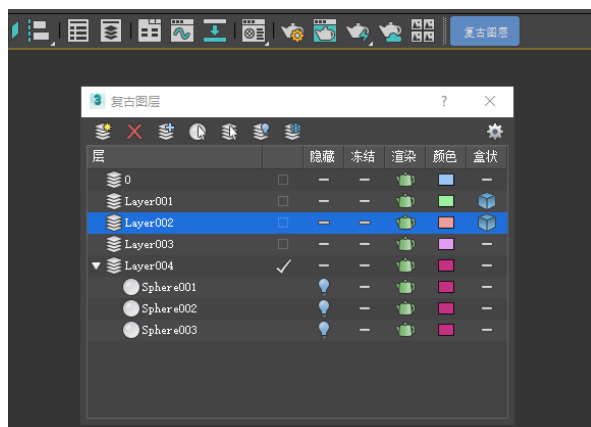 复古图层
3 复古图层 ? ×
层 隐藏 冻结 渲染 颜色 盒状
0
Layer001
Layer002
Layer003
Layer004
Sphere001
Sphere002
Sphere003